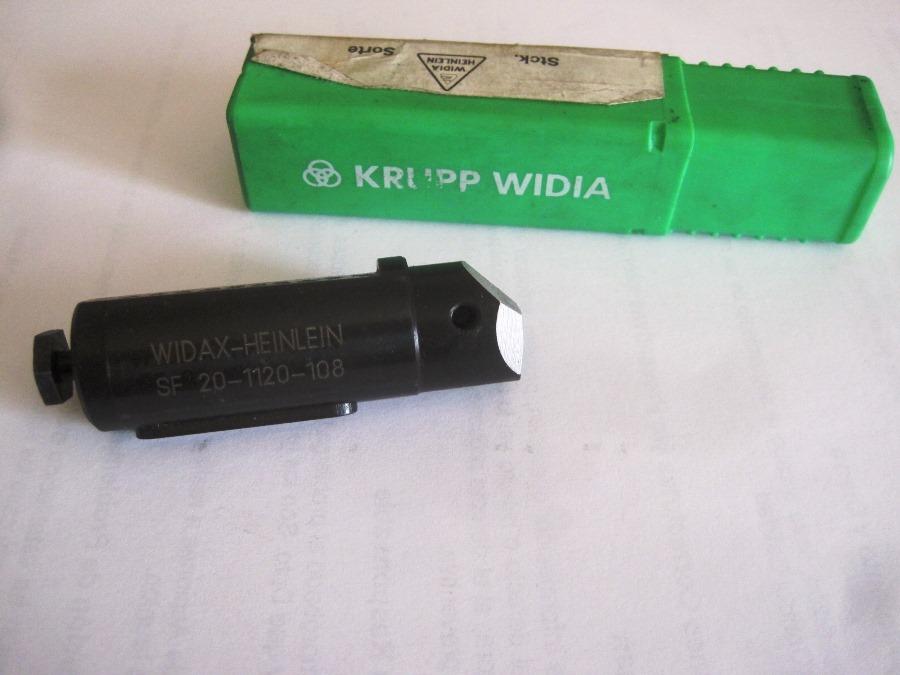 Stck.
WIDIA
HEINLEIN
Sorte
KRUPP WIDIA
WIDAX-HEINLEIN
SF 20-1120-108